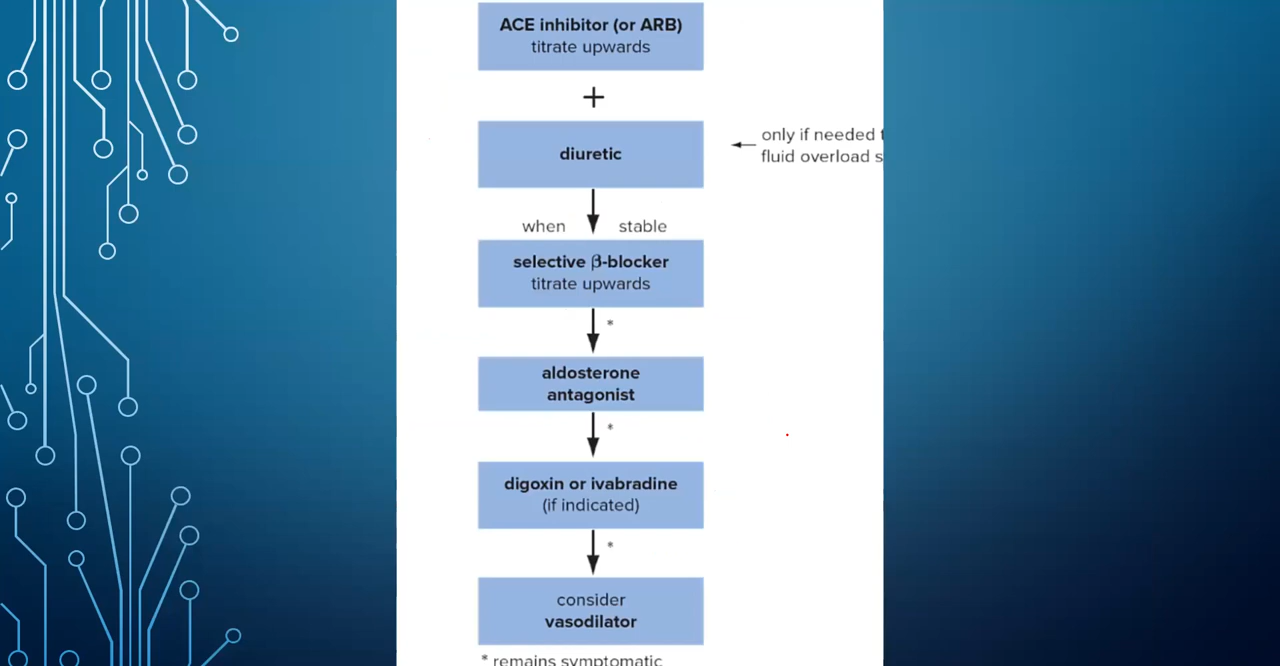 ACE inhibitor (or ARB)
titrate upwards
+
diuretic
only if needed
fluid overload
when stable
selective β-blocker
titrate upwards
*
aldosterone
antagonist
*
digoxin or ivabradine
(if indicated)
*
consider
vasodilator
* remains symptomatic